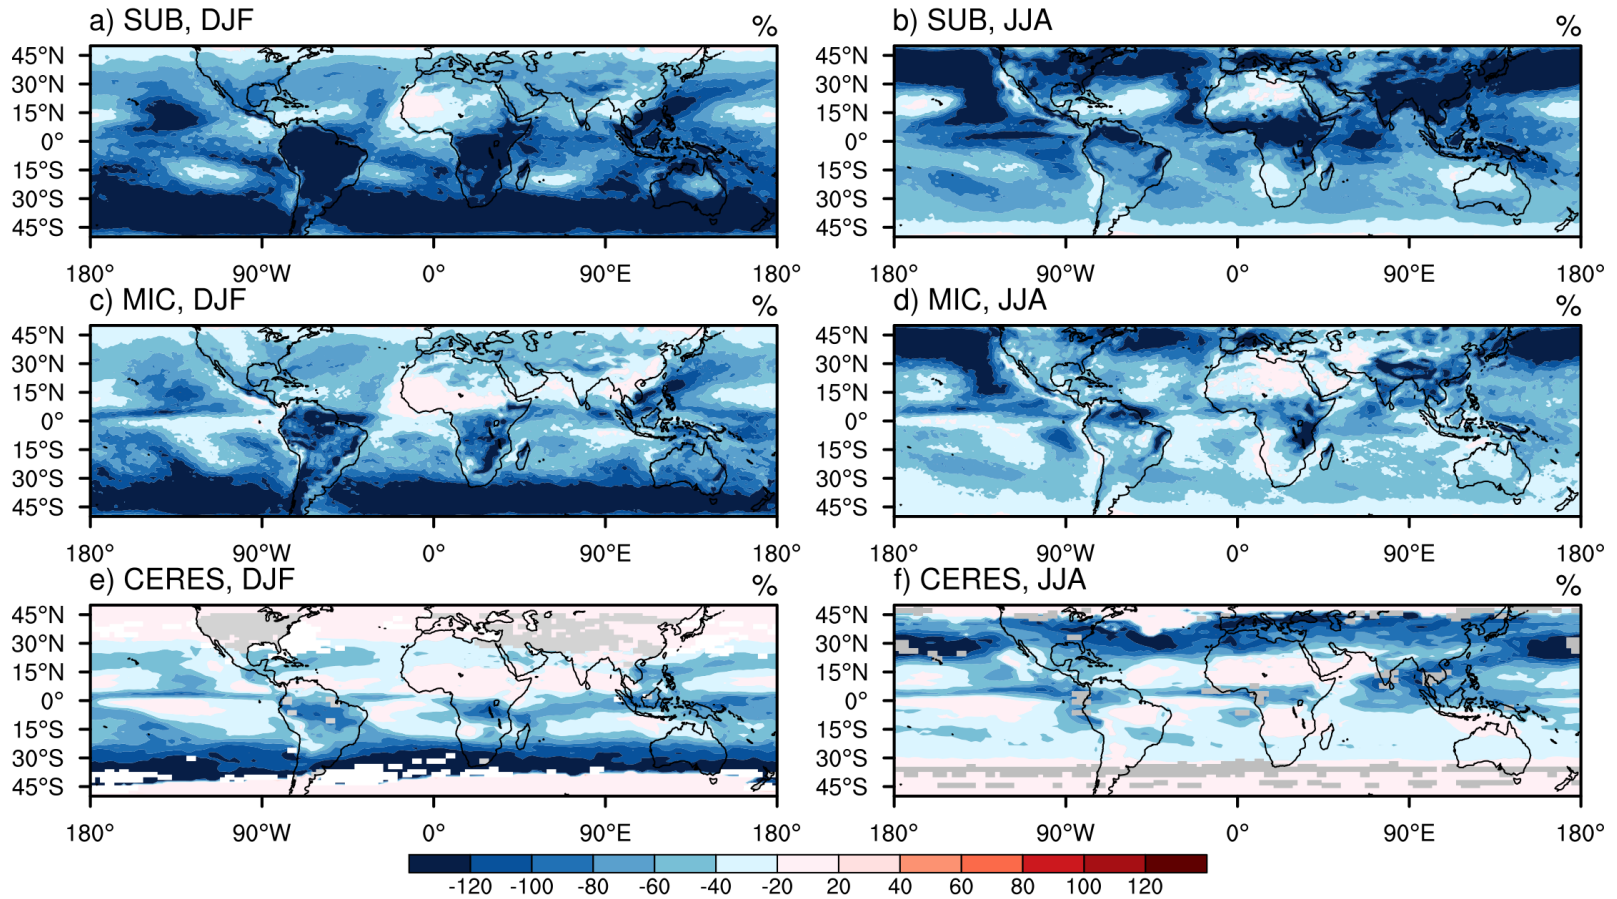 a) SUB, DJF % b) SUB, JJA %
45°N 45°N
30°N 30°N
15°N 15°N
0° 0°
15°S 15°S
30°S 30°S
45°S 45°S
180° 90°W 0° 90°E 180° 180° 90°W 0° 90°E 180°
c) MIC, DJF % d) MIC, JJA %
45°N 45°N
30°N 30°N
15°N 15°N
0° 0°
15°S 15°S
30°S 30°S
45°S 45°S
180° 90°W 0° 90°E 180° 180° 90°W 0° 90°E 180°
e) CERES, DJF % f) CERES, JJA %
45°N 45°N
30°N 30°N
15°N 15°N
0° 0°
15°S 15°S
30°S 30°S
45°S 45°S
180° 90°W 0° 90°E 180° 180° 90°W 0° 90°E 180°
-120 -100 -80 -60 -40 -20 20 40 60 80 100 120